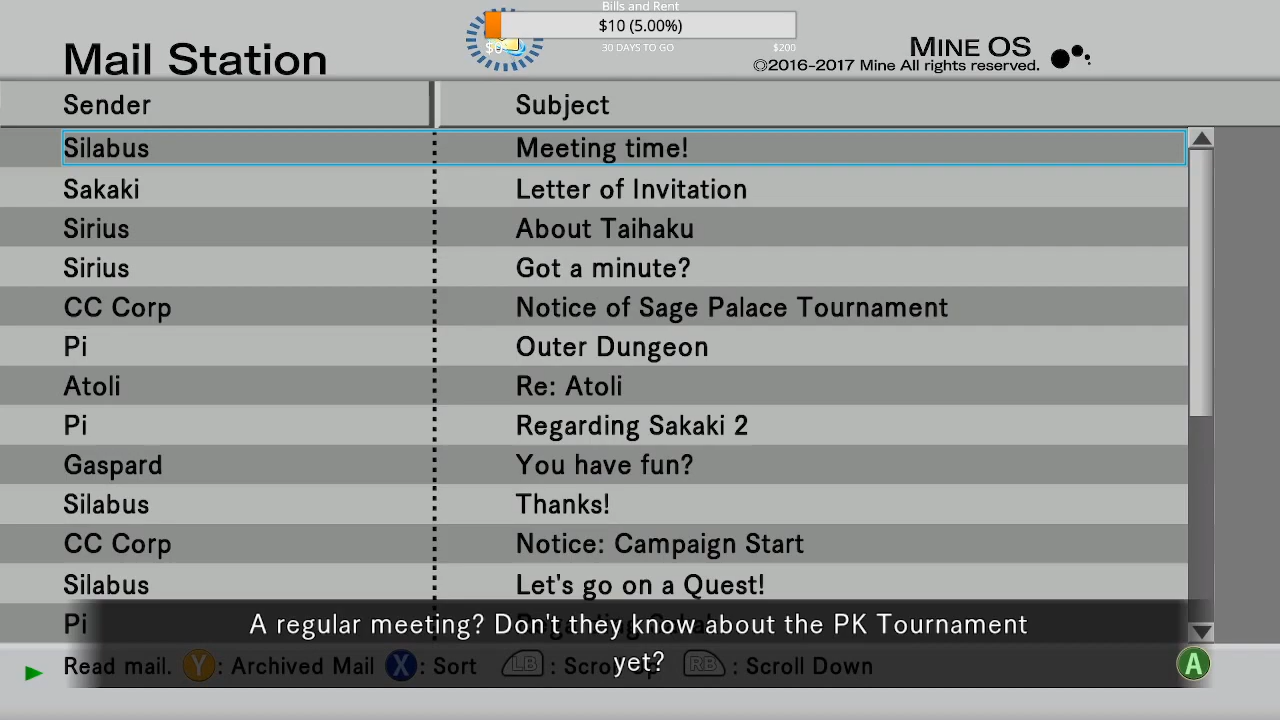 Bills and Rent
$10 (5.00%)
$0
30 DAYS TO GO
$200
Mail Station
MINE OS
©2016-2017 Mine All rights reserved.
Sender
Subject
Silabus
Meeting time!
Sakaki
Letter of Invitation
Sirius
About Taihaku
Sirius
Got a minute?
CC Corp
Notice of Sage Palace Tournament
Pi
Outer Dungeon
Atoli
Re: Atoli
Pi
Regarding Sakaki 2
Gaspard
You have fun?
Silabus
Thanks!
CC Corp
Notice: Campaign Start
Silabus
Let's go on a Quest!
Pi
A regular meeting? Don't they know about the PK Tournament
yet?
Read mail. Y : Archived Mail X : Sort LB : Scroll Up RB : Scroll Down
A